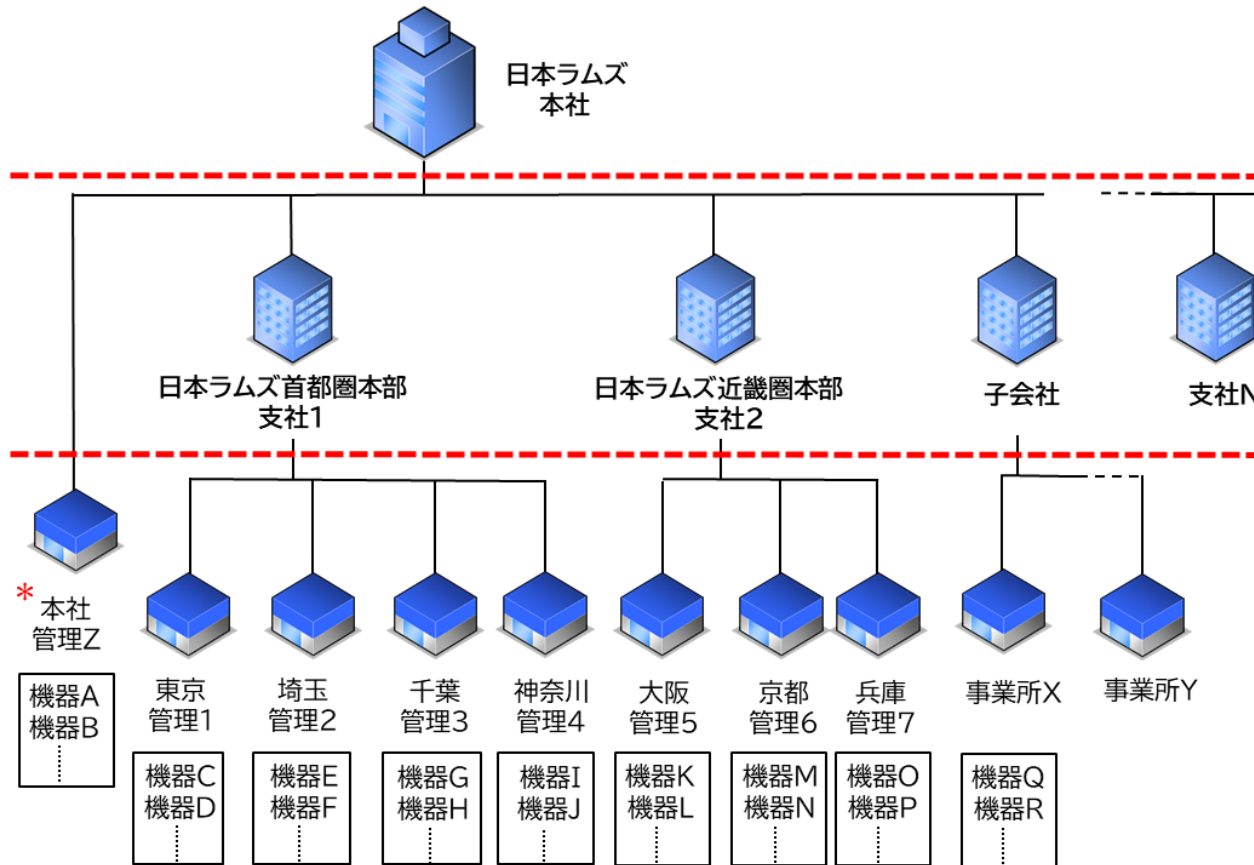 日本ラムズ
本社
日本ラムズ首都圏本部
支社1
日本ラムズ近畿圏本部
支社2
子会社
支社N
*本社
管理Z
機器A
機器B
東京
管理1
機器C
機器D
埼玉
管理2
機器E
機器F
千葉
管理3
機器G
機器H
神奈川
管理4
機器I
機器J
大阪
管理5
機器K
機器L
京都
管理6
機器M
機器N
兵庫
管理7
機器O
機器P
事業所X
機器Q
機器R
事業所Y